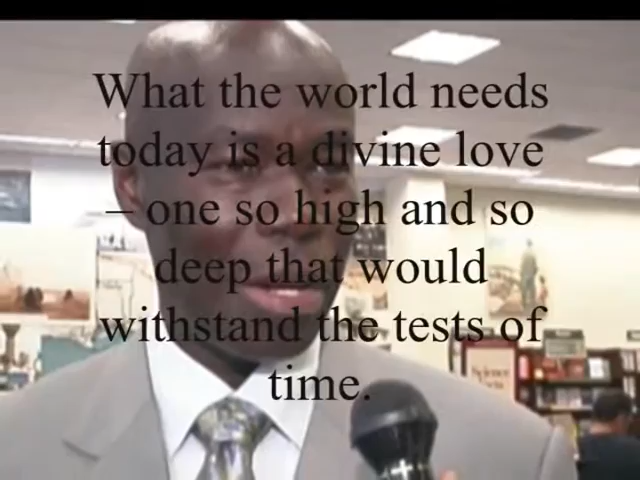 What the world needs
today is a divine love
– one so high and so
deep that would
withstand the tests of
time.